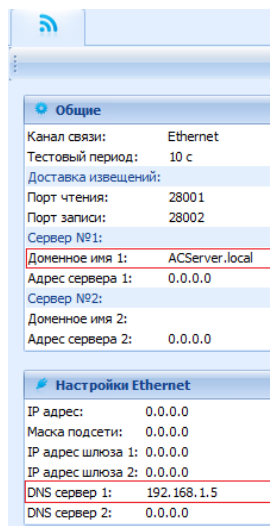 Общие
Канал связи: Ethernet
Тестовый период: 10 с
Доставка извещений:
Порт чтения: 28001
Порт записи: 28002
Сервер №1:
Доменное имя 1: ACServer.local
Адрес сервера 1: 0.0.0.0
Сервер №2:
Доменное имя 2:
Адрес сервера 2: 0.0.0.0
Настройки Ethernet
IP адрес: 0.0.0.0
Маска подсети: 0.0.0.0
IP адрес шлюза 1: 0.0.0.0
IP адрес шлюза 2: 0.0.0.0
DNS сервер 1: 192.168.1.5
DNS сервер 2: 0.0.0.0